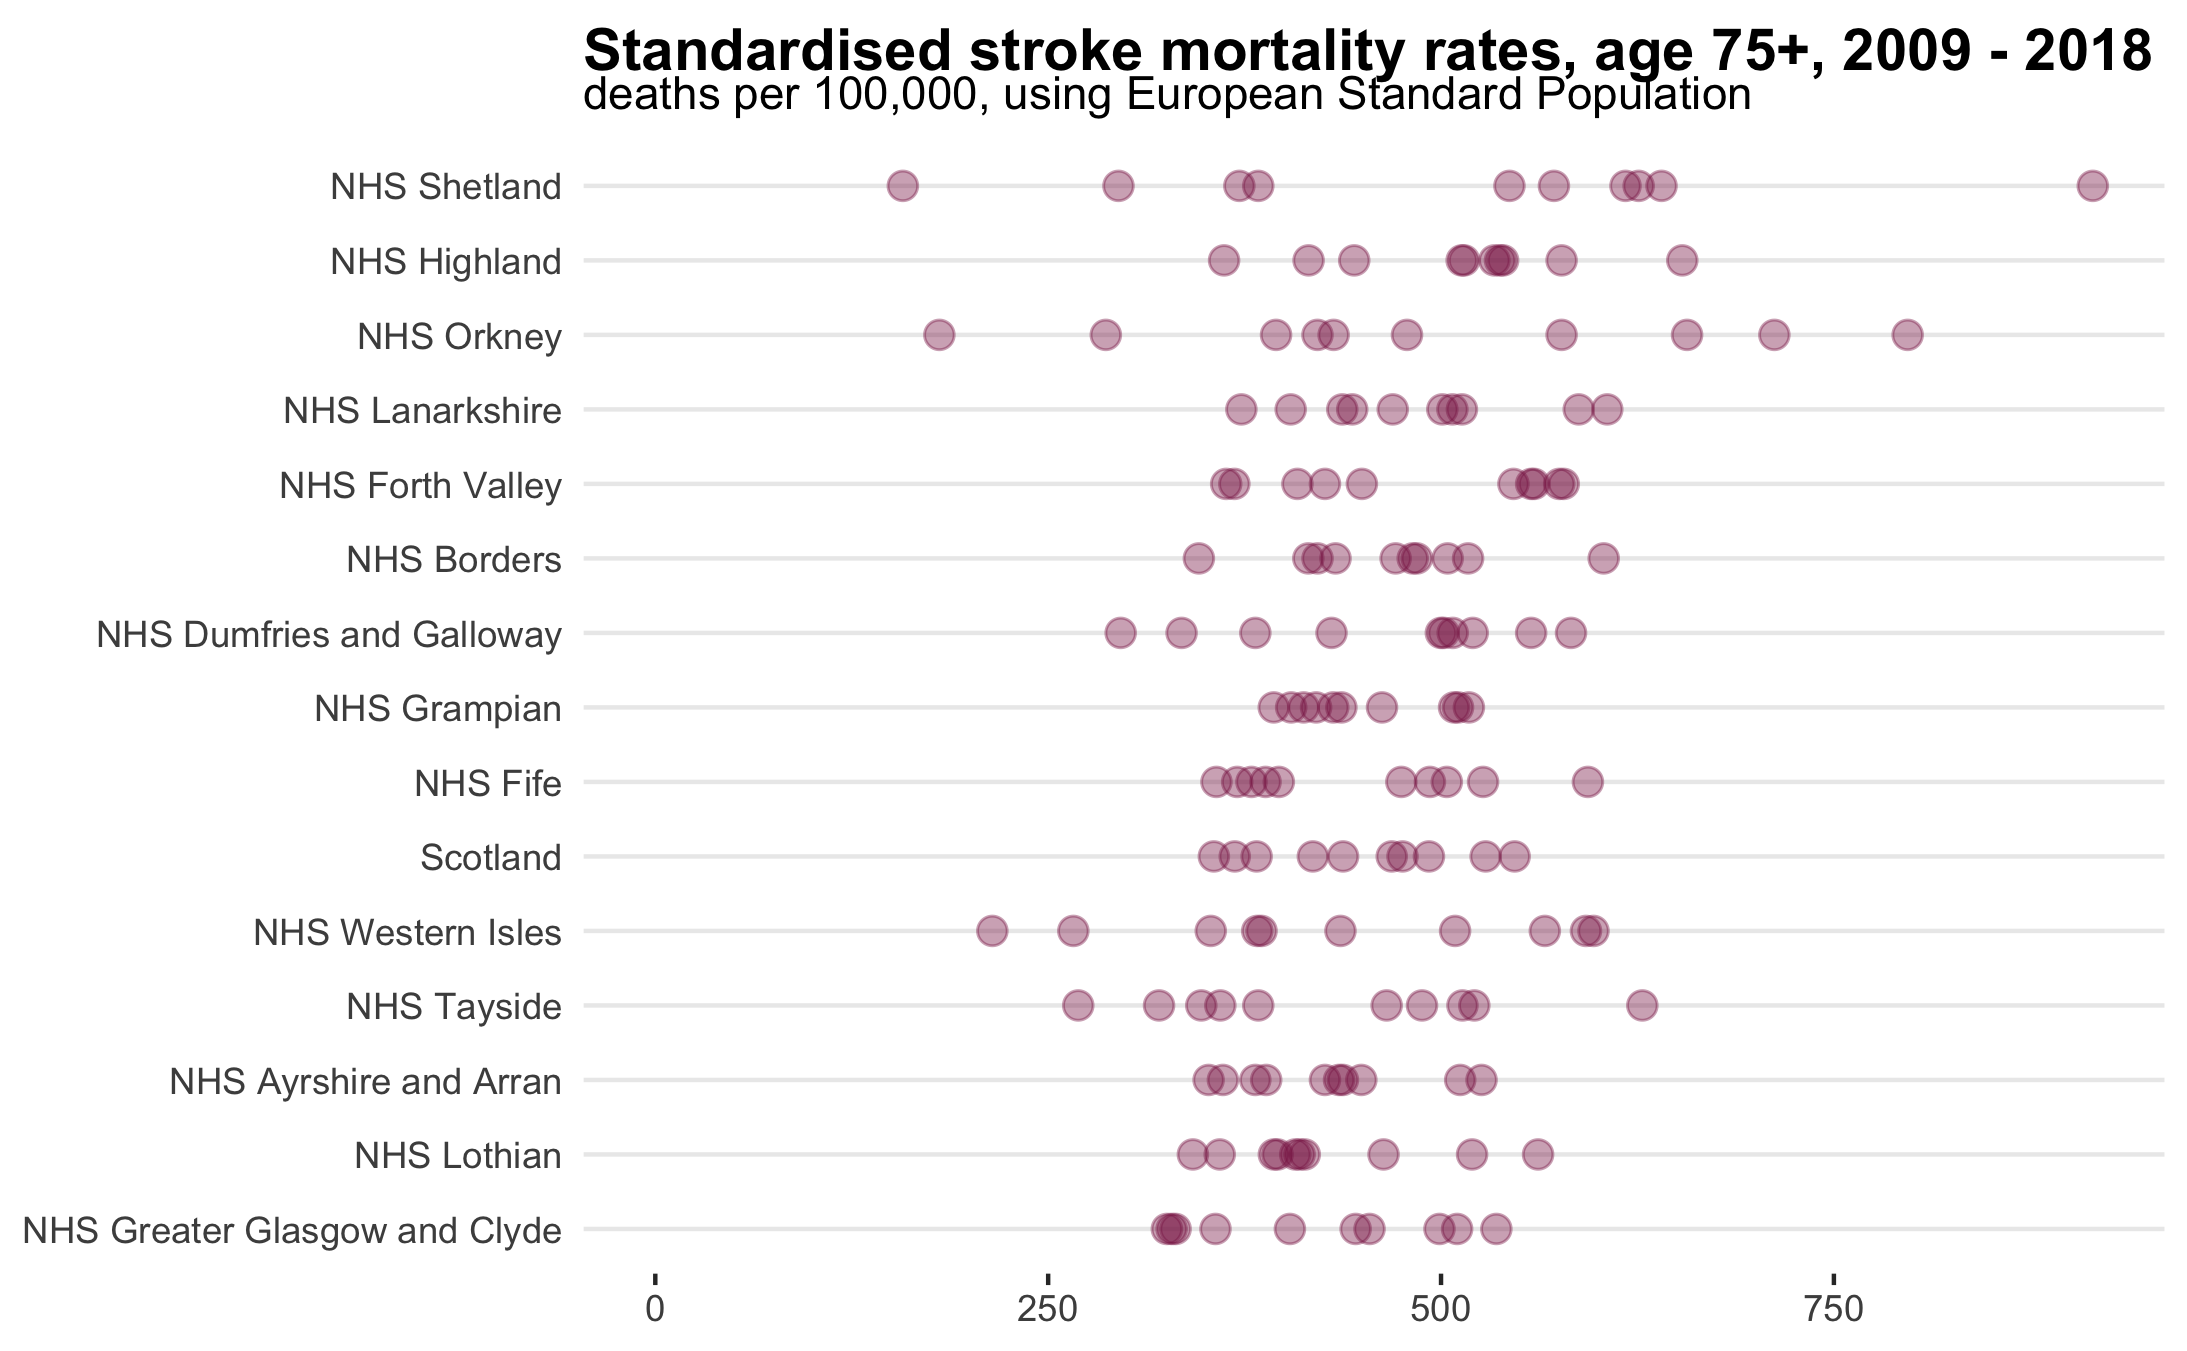 Standardised stroke mortality rates, age 75+, 2009 - 2018
deaths per 100,000, using European Standard Population
NHS Shetland
NHS Highland
NHS Orkney
NHS Lanarkshire
NHS Forth Valley
NHS Borders
NHS Dumfries and Galloway
NHS Grampian
NHS Fife
Scotland
NHS Western Isles
NHS Tayside
NHS Ayrshire and Arran
NHS Lothian
NHS Greater Glasgow and Clyde
0 250 500 750